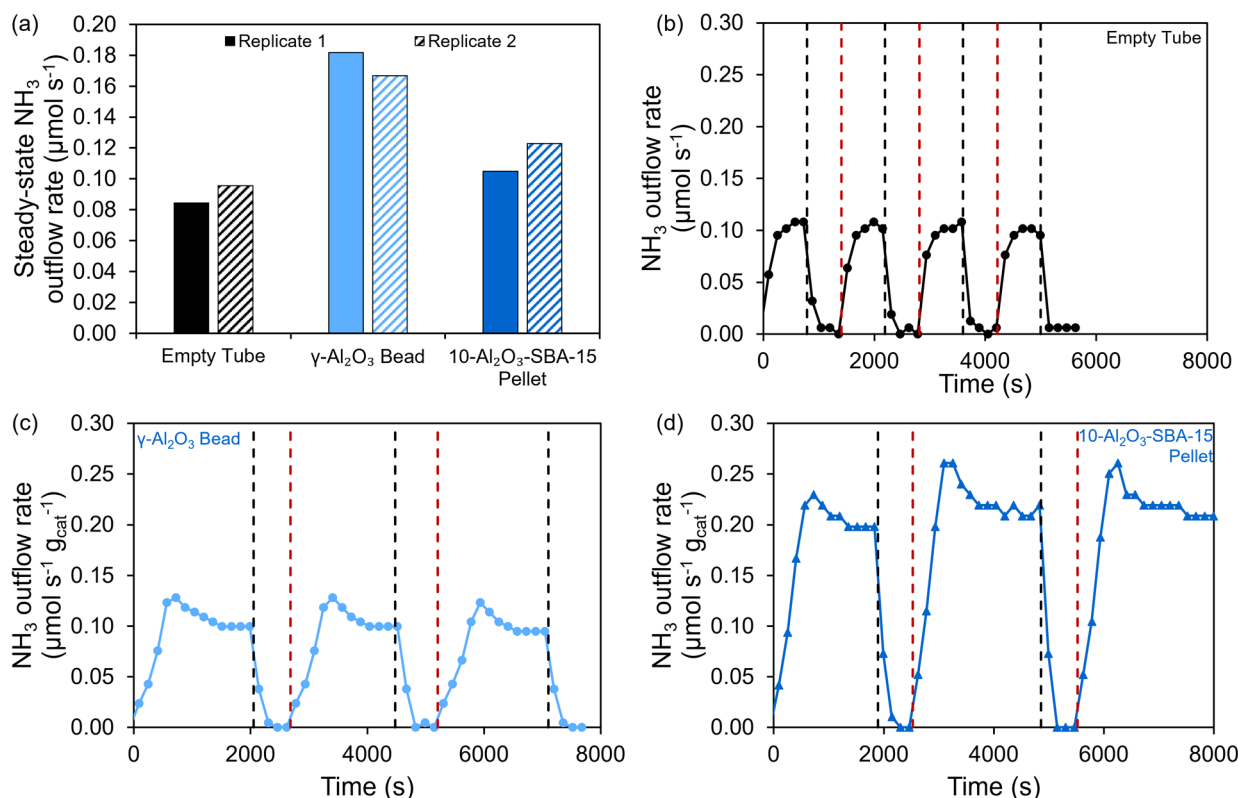 (a)
Steady-state NH₃
outflow rate (µmol s⁻¹)
0.20
0.18
0.16
0.14
0.12
0.10
0.08
0.06
0.04
0.02
0.00
Replicate 1
Replicate 2
Empty Tube
γ-Al₂O₃ Bead
10-Al₂O₃-SBA-15
Pellet
(b)
NH₃ outflow rate
(µmol s⁻¹)
0.30
0.25
0.20
0.15
0.10
0.05
0.00
Empty Tube
0
2000
4000
6000
8000
Time (s)
(c)
NH₃ outflow rate
(µmol s⁻¹ gcat⁻¹)
0.30
0.25
0.20
0.15
0.10
0.05
0.00
γ-Al₂O₃ Bead
0
2000
4000
6000
8000
Time (s)
(d)
NH₃ outflow rate
(µmol s⁻¹ gcat⁻¹)
0.30
0.25
0.20
0.15
0.10
0.05
0.00
10-Al₂O₃-SBA-15
Pellet
0
2000
4000
6000
8000
Time (s)